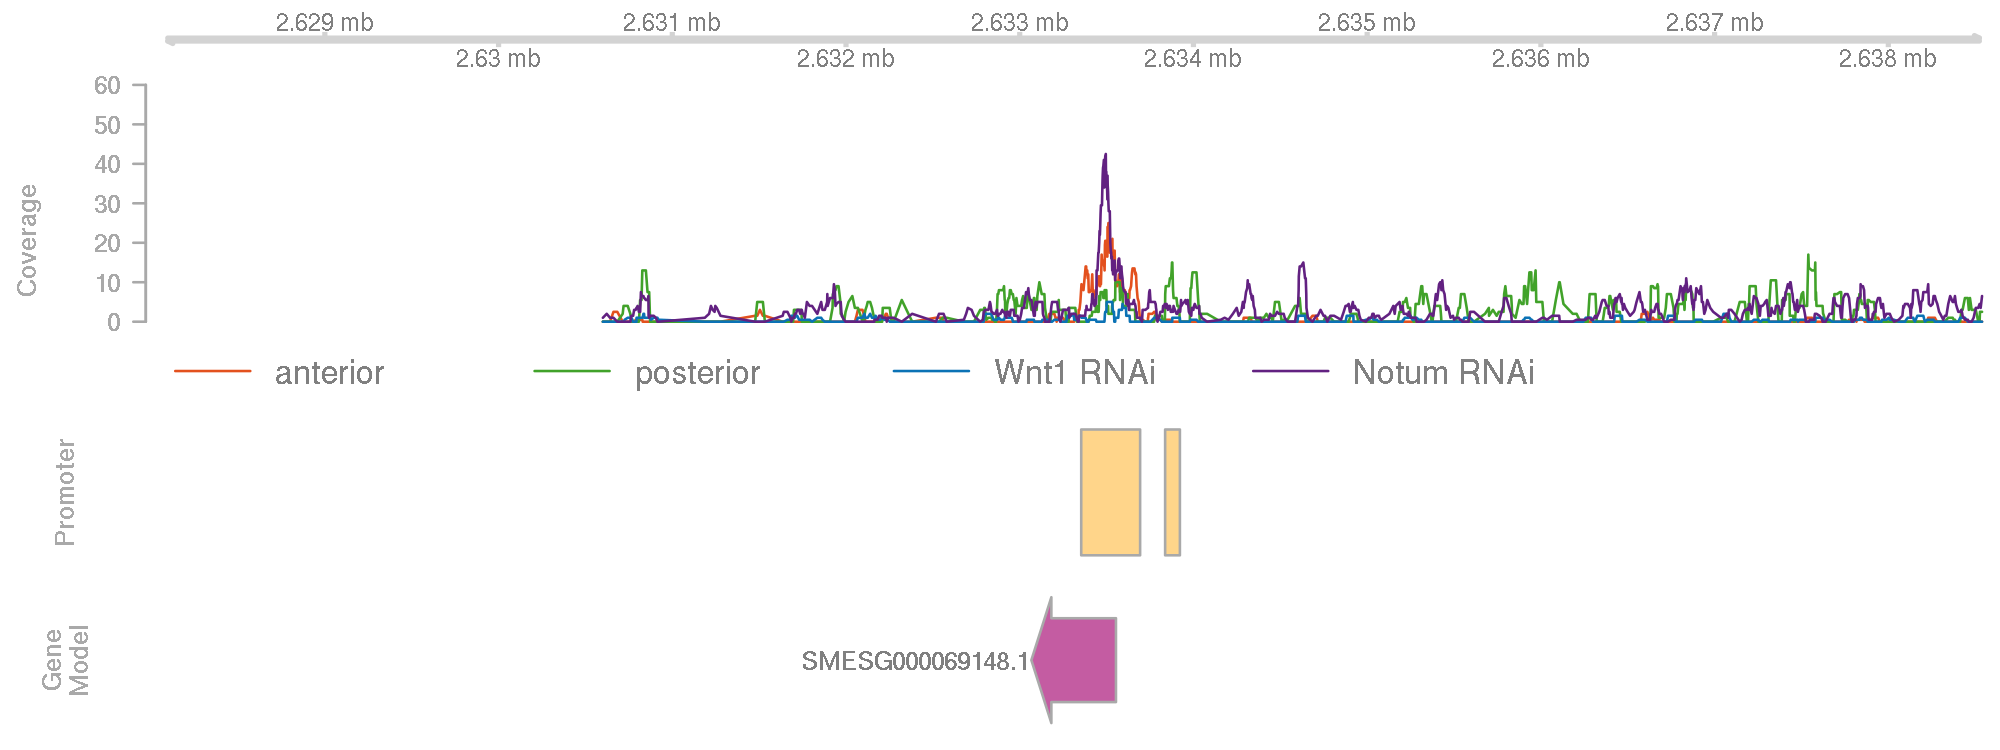 2.629 mb 2.631 mb 2.633 mb 2.635 mb 2.637 mb
2.63 mb 2.632 mb 2.634 mb 2.636 mb 2.638 mb
60
50
40
30
20
10
0
Coverage
anterior posterior Wnt1 RNAi Notum RNAi
Promoter
Gene
Model
SMESG000069148.1